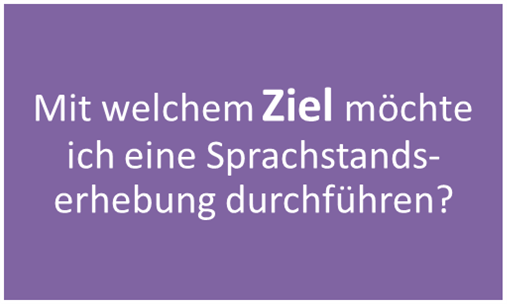 Mit welchem Ziel möchte
ich eine Sprachstands-
erhebung durchführen?